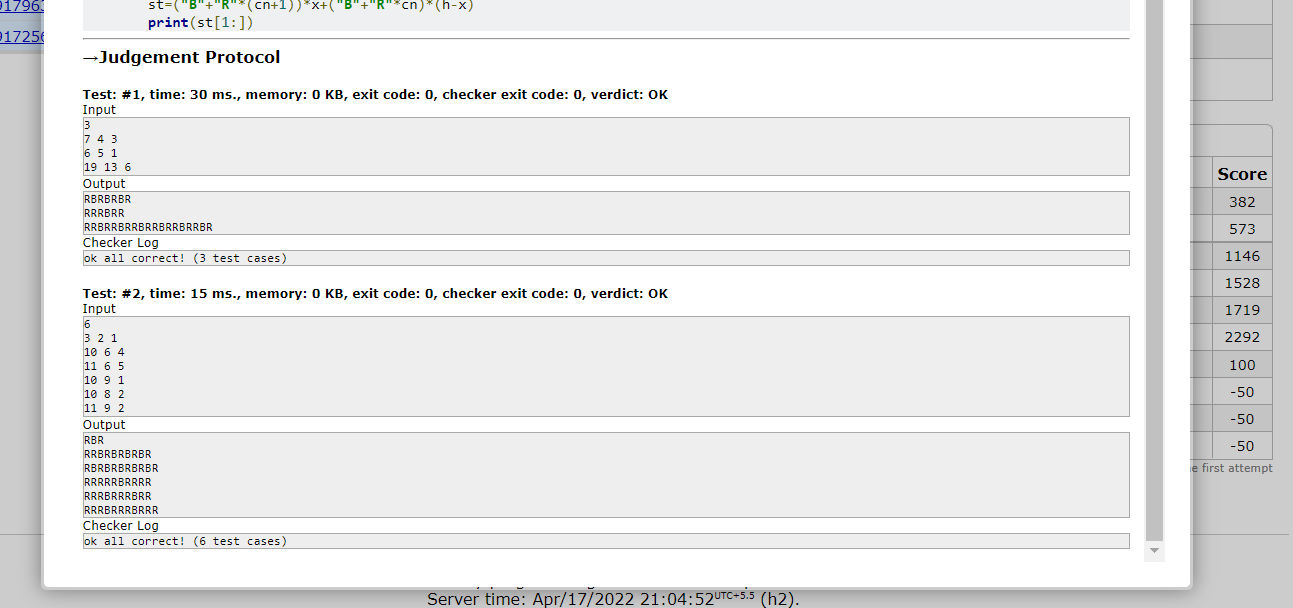 st=("B"+"R"*(cn+1))*x+("B"+"R"*cn)*(h-x)
print(st[1:])
→Judgement Protocol
Test: #1, time: 30 ms., memory: 0 KB, exit code: 0, checker exit code: 0, verdict: OK
Input
3
7 4 3
6 5 1
19 13 6
Output
RBRBRBR
RRRBRR
RRBRRBRRBRRBRRBRRBR
Checker Log
ok all correct! (3 test cases)
Test: #2, time: 15 ms., memory: 0 KB, exit code: 0, checker exit code: 0, verdict: OK
Input
6
3 2 1
10 6 4
11 6 5
10 9 1
10 8 2
11 9 2
Output
RBR
RRBRBRBRBR
RBRBRBRBRBR
RRRRRBRRRR
RRRBRRRBRR
RRRBRRRBRRR
Checker Log
ok all correct! (6 test cases)
917963
917256
Score
382
573
1146
1528
1719
2292
100
-50
-50
-50
e first attempt
Server time: Apr/17/2022 21:04:52UTC+5.5 (h2).